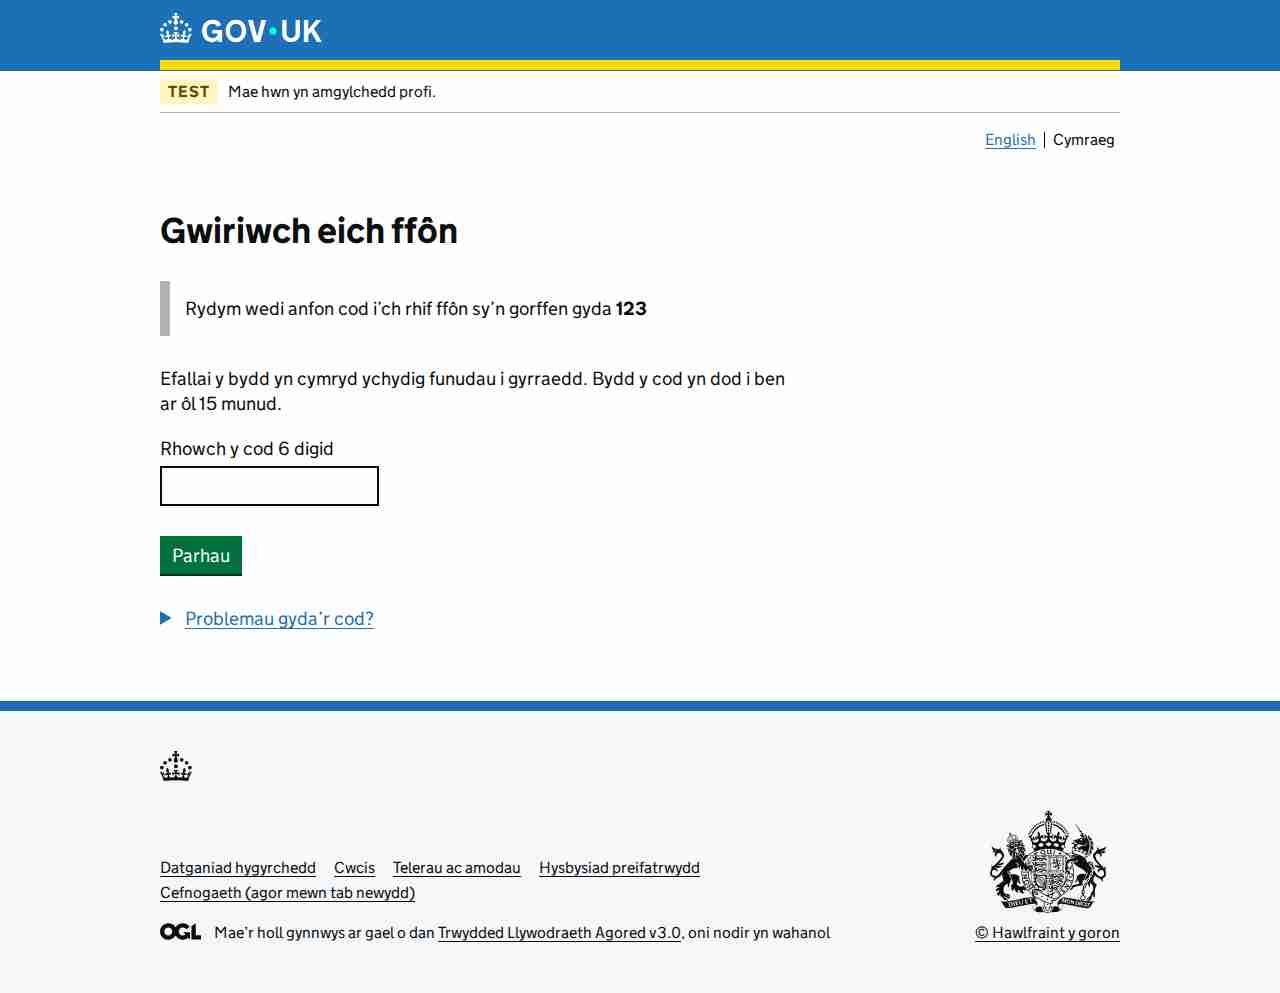 GOV·UK
TEST Mae hwn yn amgylchedd profi.
English Cymraeg
Gwiriwch eich ffôn
Rydym wedi anfon cod i’ch rhif ffôn sy’n gorffen gyda 123
Efallai y bydd yn cymryd ychydig funudau i gyrraedd. Bydd y cod yn dod i ben
ar ôl 15 munud.
Rhowch y cod 6 digid
Parhau
Problemau gyda’r cod?
Datganiad hygyrchedd Cwcis Telerau ac amodau Hysbysiad preifatrwydd
Cefnogaeth (agor mewn tab newydd)
OGL Mae’r holl gynnwys ar gael o dan Trwydded Llywodraeth Agored v3.0, oni nodir yn wahanol
© Hawlfraint y goron